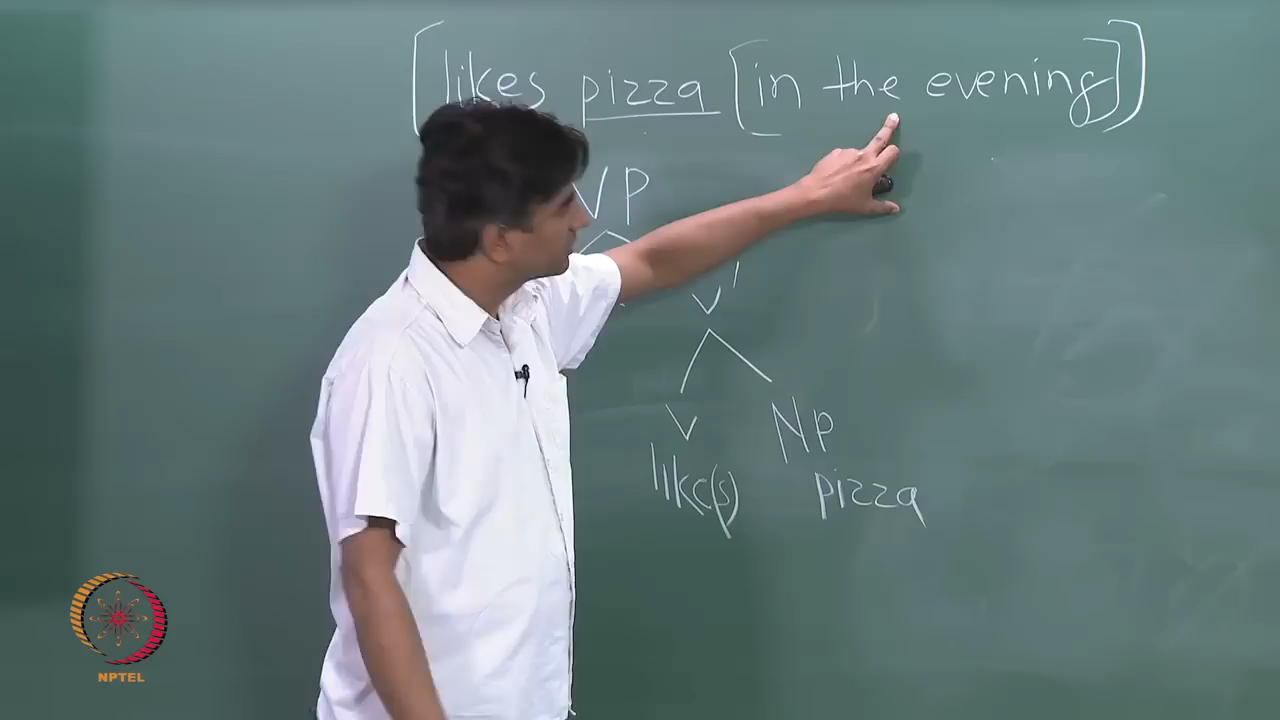 [likes pizza [in the evening]]
VP
V'
V NP
like(s) pizza
NPTEL